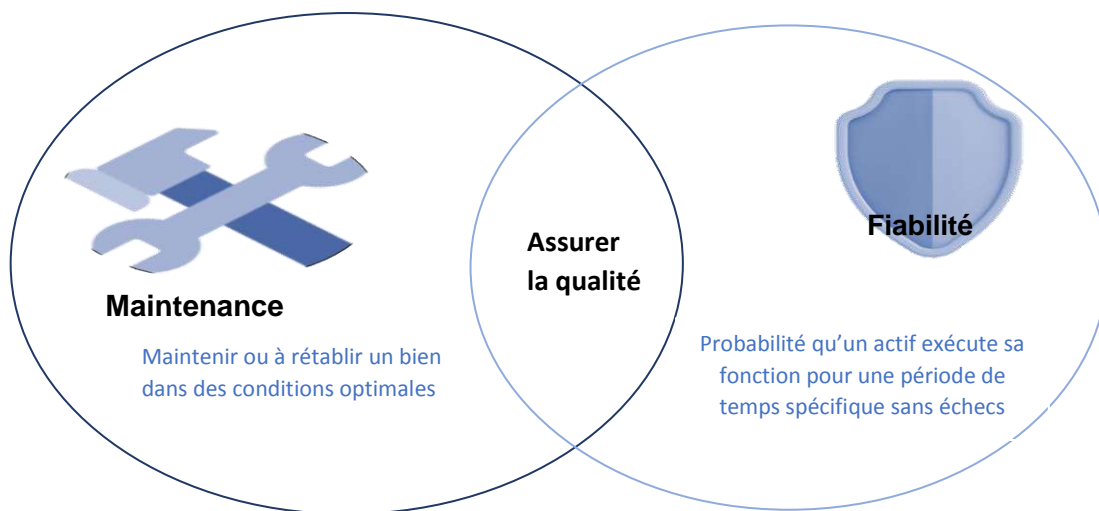 Maintenance
Maintenir ou à rétablir un bien
dans des conditions optimales
Assurer
la qualité
Fiabilité
Probabilité qu’un actif exécute sa
fonction pour une période de
temps spécifique sans échecs